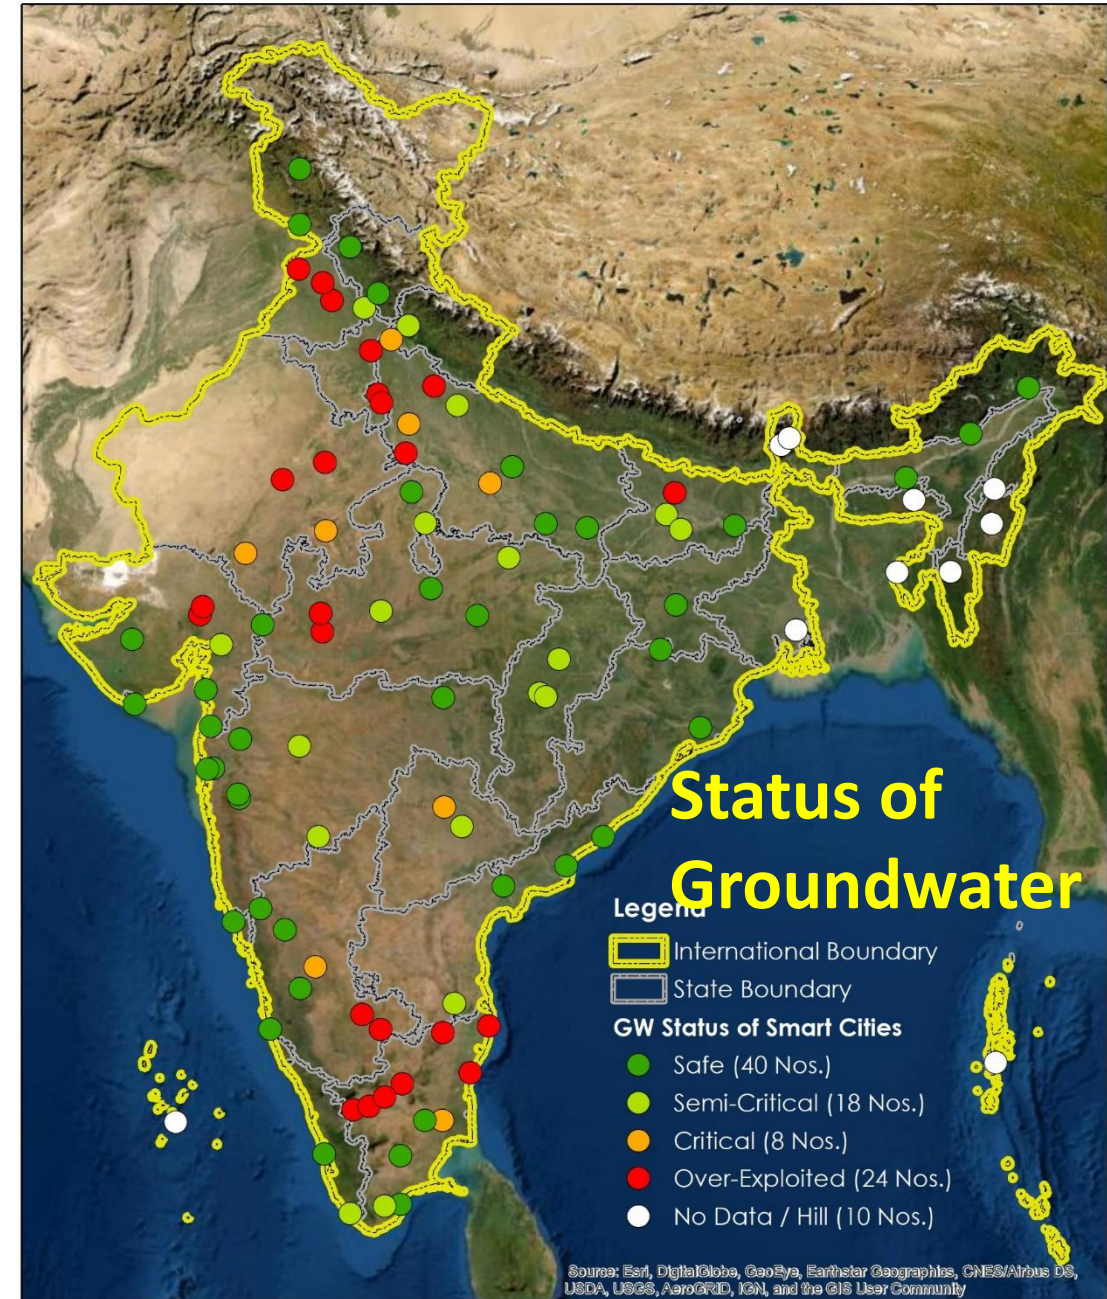 Status of
Groundwater
Legend
International Boundary
State Boundary
GW Status of Smart Cities
Safe (40 Nos.)
Semi-Critical (18 Nos.)
Critical (8 Nos.)
Over-Exploited (24 Nos.)
No Data / Hill (10 Nos.)
Source: Esri, DigitalGlobe, GeoEye, Earthstar Geographics, CNES/Airbus DS,
USDA, USGS, AeroGRID, IGN, and the GIS User Community